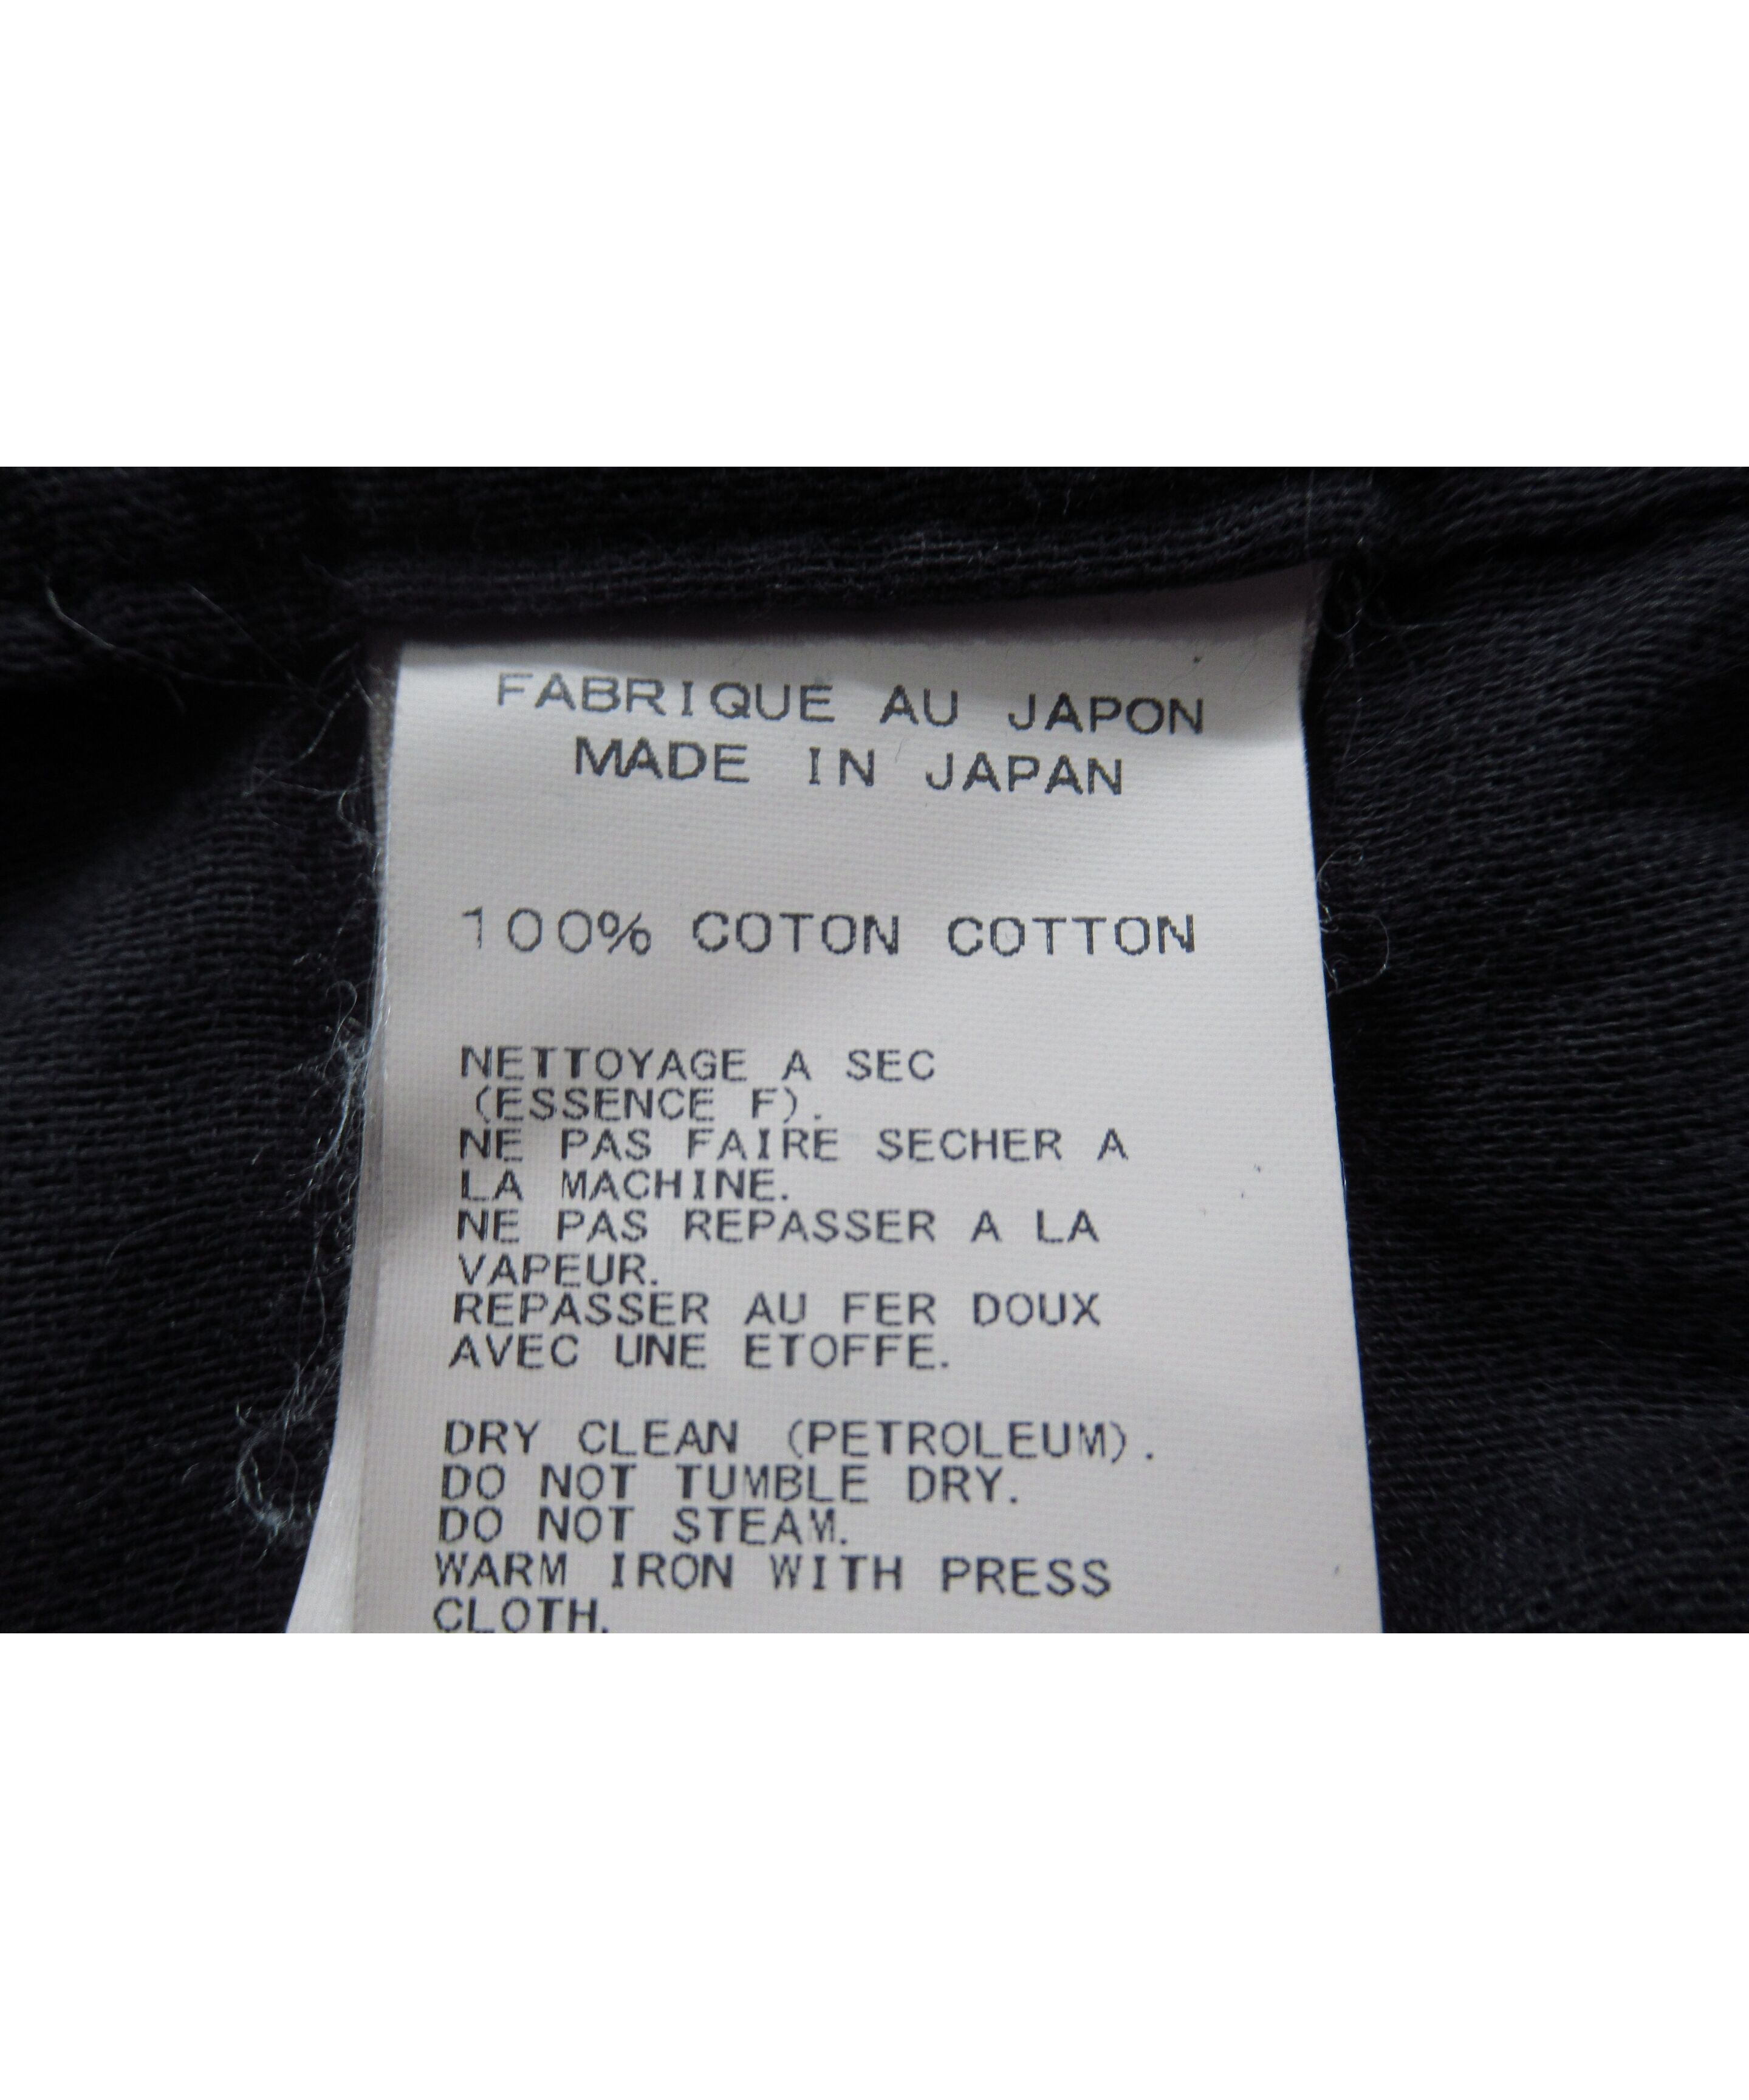 FABRIQUE AU JAPON
MADE IN JAPAN
100% COTON COTTON
NETTOYAGE A SEC
(ESSENCE F).
NE PAS FAIRE SECHER A
LA MACHINE.
NE PAS REPASSER A LA
VAPEUR.
REPASSER AU FER DOUX
AVEC UNE ETOFFE.
DRY CLEAN (PETROLEUM).
DO NOT TUMBLE DRY.
DO NOT STEAM.
WARM IRON WITH PRESS
CLOTH.